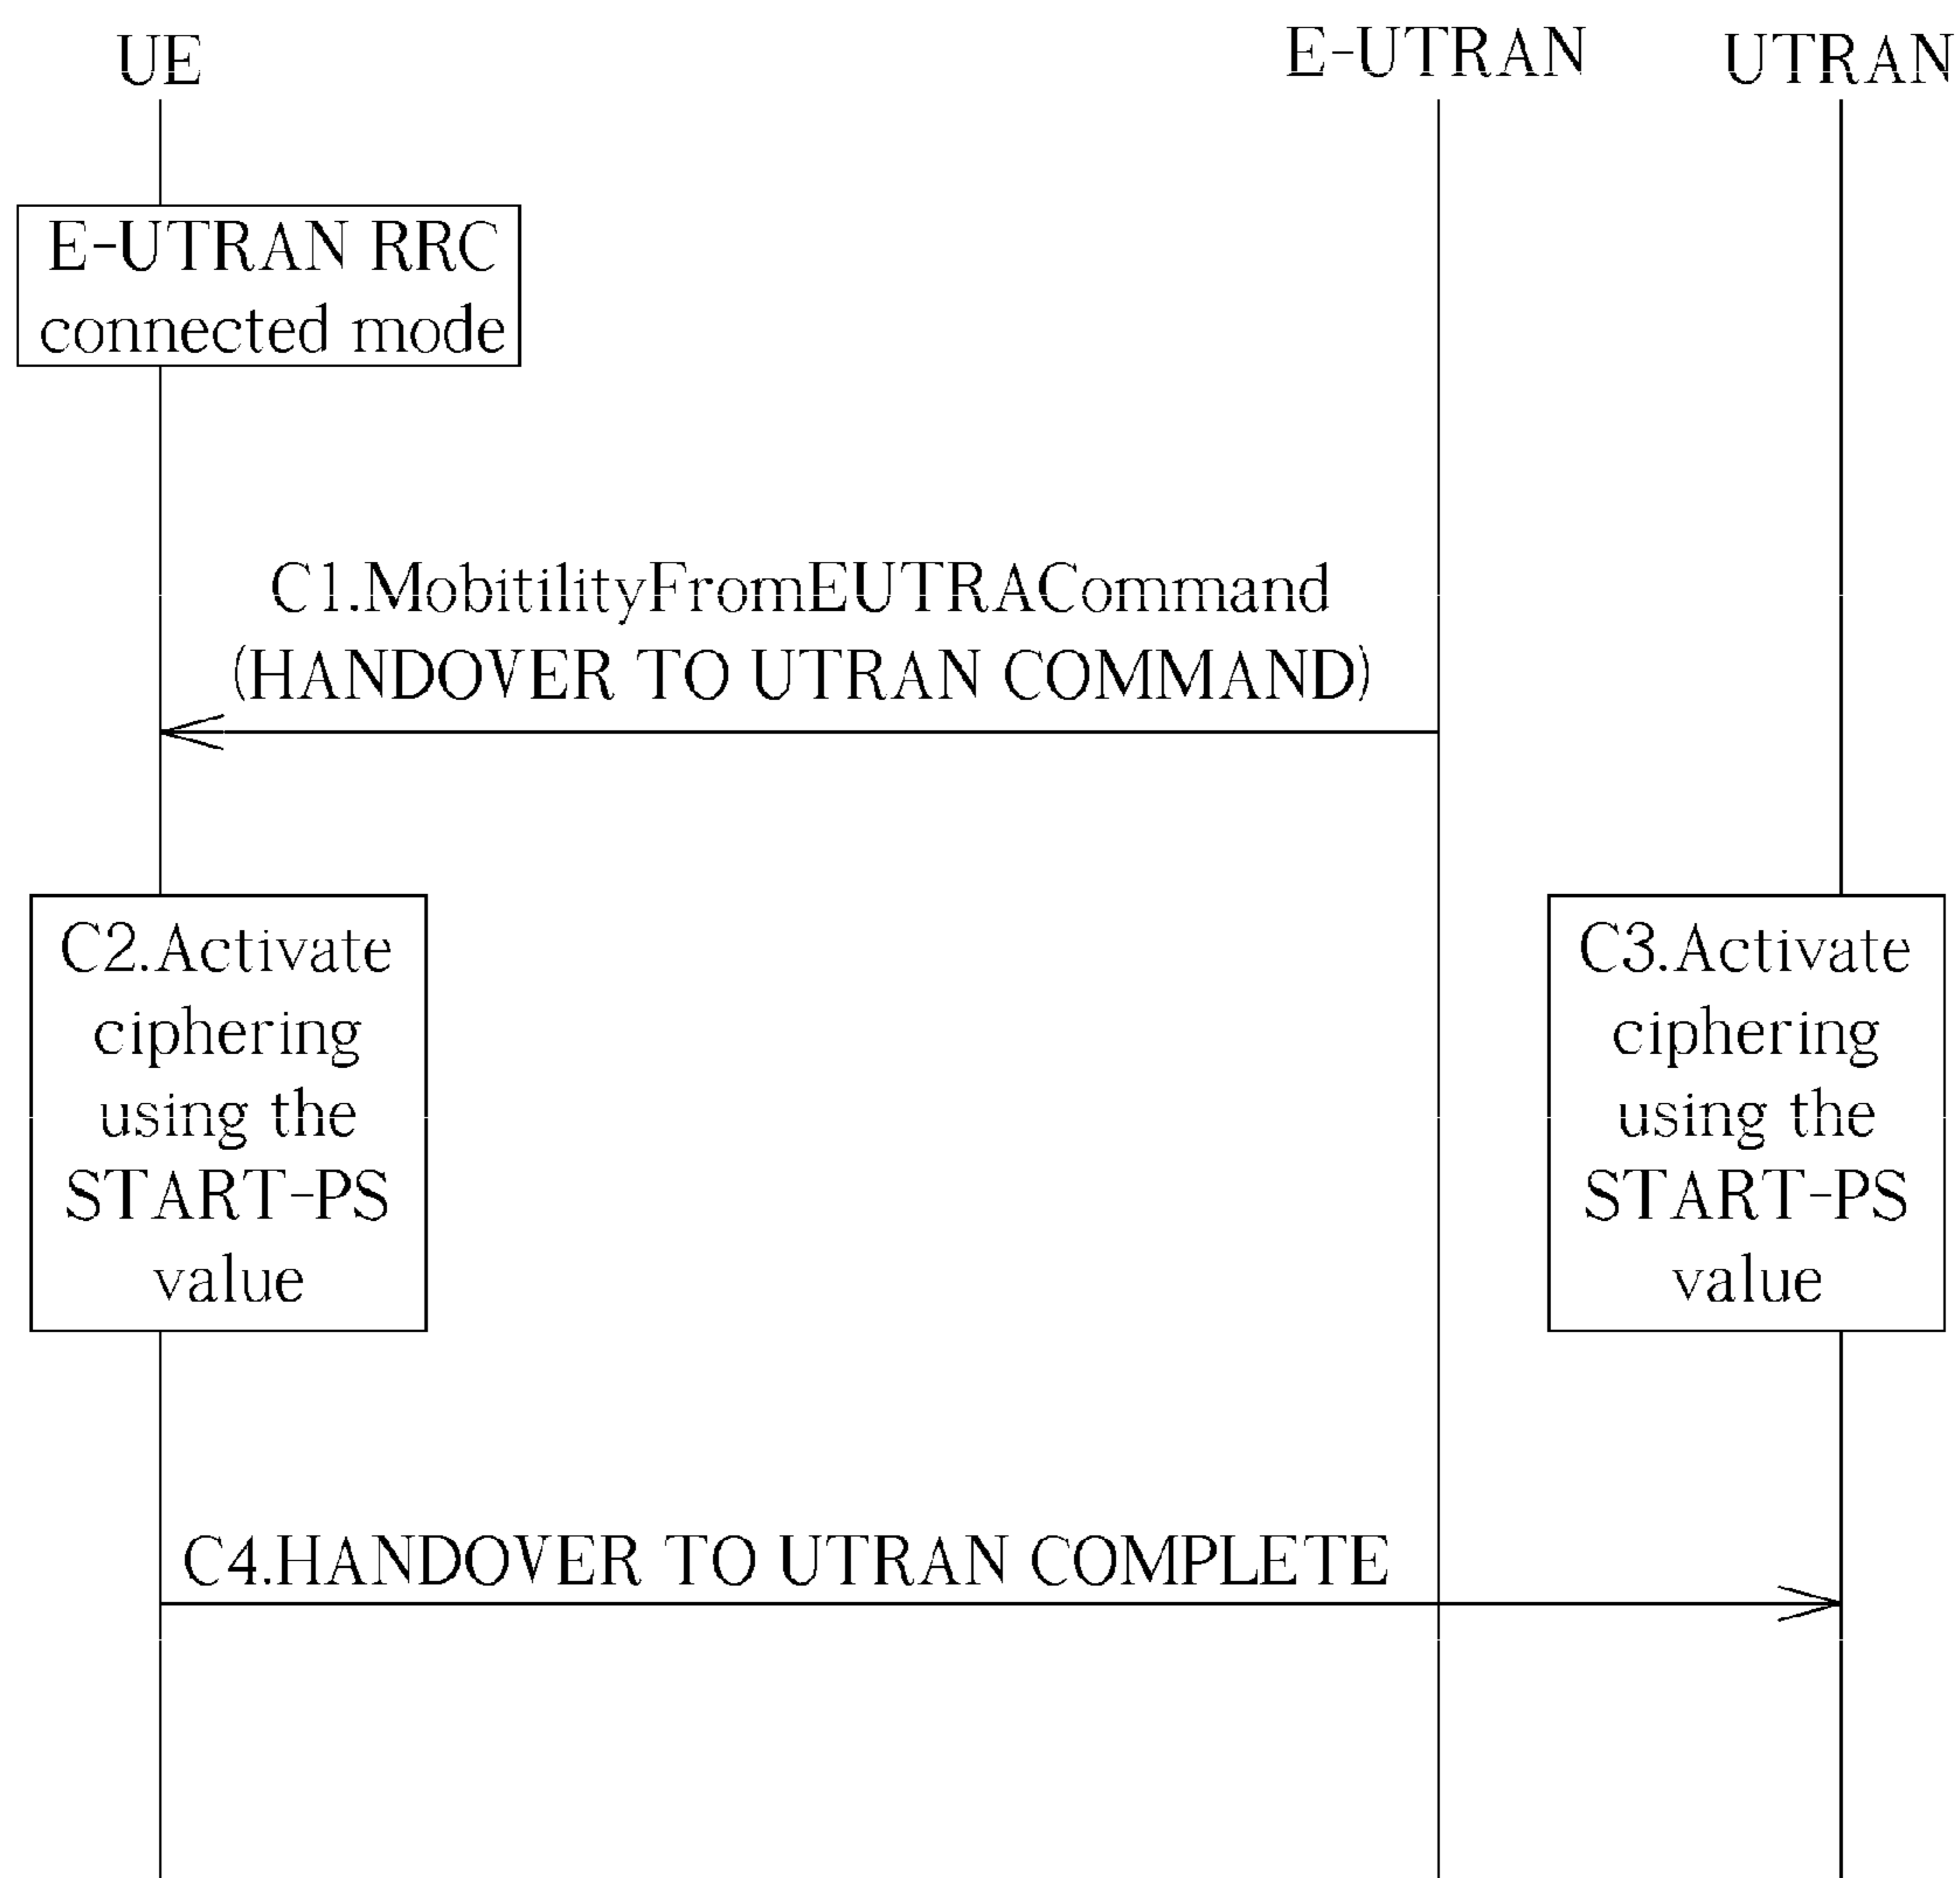 UE
E-UTRAN
UTRAN
E-UTRAN RRC
connected mode
C1.MobitilityFromEUTRACommand
(HANDOVER TO UTRAN COMMAND)
C2.Activate
ciphering
using the
START-PS
value
C3.Activate
ciphering
using the
START-PS
value
C4.HANDOVER TO UTRAN COMPLETE